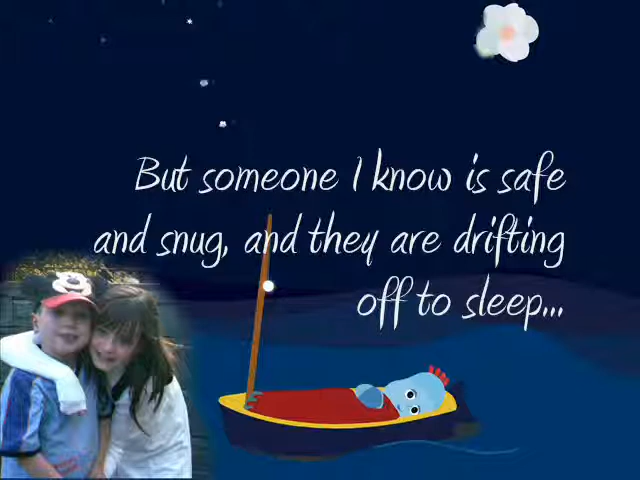 But someone I know is safe
and snug, and they are drifting
off to sleep...